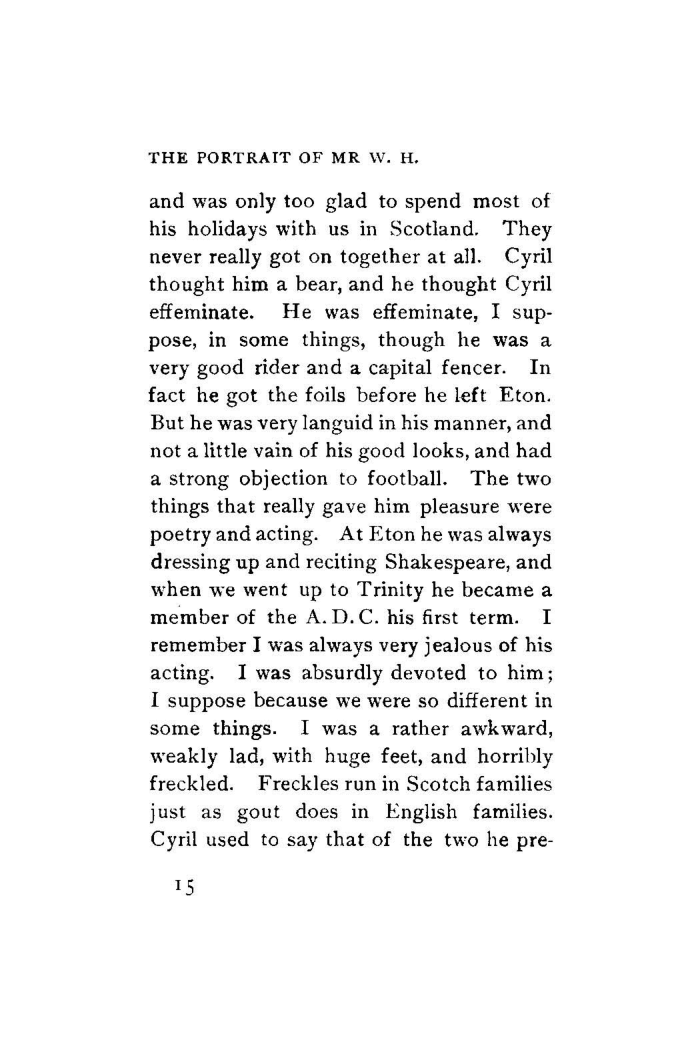 THE PORTRAIT OF MR W. H.
and was only too glad to spend most of
his holidays with us in Scotland. They
never really got on together at all. Cyril
thought him a bear, and he thought Cyril
effeminate. He was effeminate, I sup-
pose, in some things, though he was a
very good rider and a capital fencer. In
fact he got the foils before he left Eton.
But he was very languid in his manner, and
not a little vain of his good looks, and had
a strong objection to football. The two
things that really gave him pleasure were
poetry and acting. At Eton he was always
dressing up and reciting Shakespeare, and
when we went up to Trinity he became a
member of the A. D. C. his first term. I
remember I was always very jealous of his
acting. I was absurdly devoted to him;
I suppose because we were so different in
some things. I was a rather awkward,
weakly lad, with huge feet, and horribly
freckled. Freckles run in Scotch families
just as gout does in English families.
Cyril used to say that of the two he pre-
15